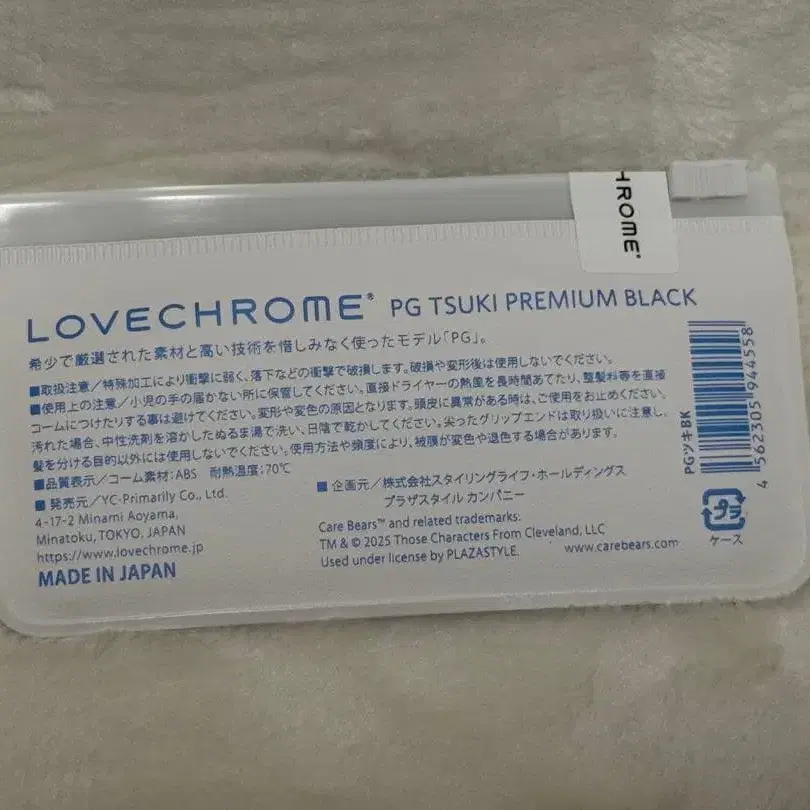 HROME®
LOVECHROME® PG TSUKI PREMIUM BLACK
希少で厳選された素材と高い技術を惜しみなく使ったモデル「PG」。
■取扱注意/特殊加工により衝撃に弱く、落下などの衝撃で破損します。破損や変形後は使用しないでください。
■使用上の注意/小児の手の届かない所に保管してください。直接ドライヤーの熱風を長時間あてたり、整髪料等を直接
コームにつけたりする事は避けてください。変形や変色の原因となります。頭皮に異常がある時は、ご使用をお止めください。
汚れた場合、中性洗剤を溶かしたぬるま湯で洗い、日陰で乾かしてください。尖ったグリップエンドは取り扱いに注意し、
髪を分ける目的以外には使用しないでください。使用方法や頻度により、被膜が変色や退色する場合があります。
■品質表示/コーム素材:ABS 耐熱温度:70℃
■発売元/YC-Primarily Co., Ltd.
4-17-2 Minami Aoyama,
Minatoku, TOKYO, JAPAN
https://www.lovechrome.jp
MADE IN JAPAN
■企画元/株式会社スタイリングライフ・ホールディングス
プラザスタイル カンパニー
Care Bears™ and related trademarks:
TM & © 2025 Those Characters From Cleveland, LLC
Used under license by PLAZASTYLE. www.carebears.com
PGツキBK
4 562305 944558
プラ
ケース